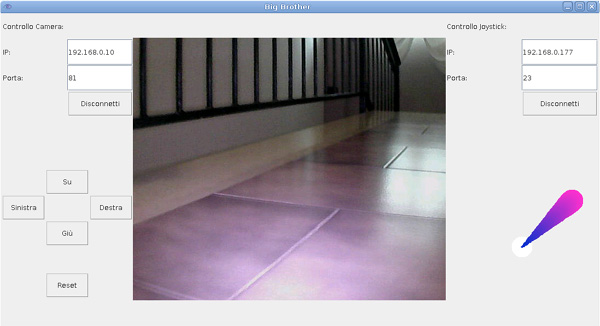 Big Brother
Controllo Camera:
IP:
192.168.0.10
Porta:
81
Disconnetti
Su
Sinistra
Destra
Giù
Reset
Controllo Joystick:
IP:
192.168.0.177
Porta:
23
Disconnetti